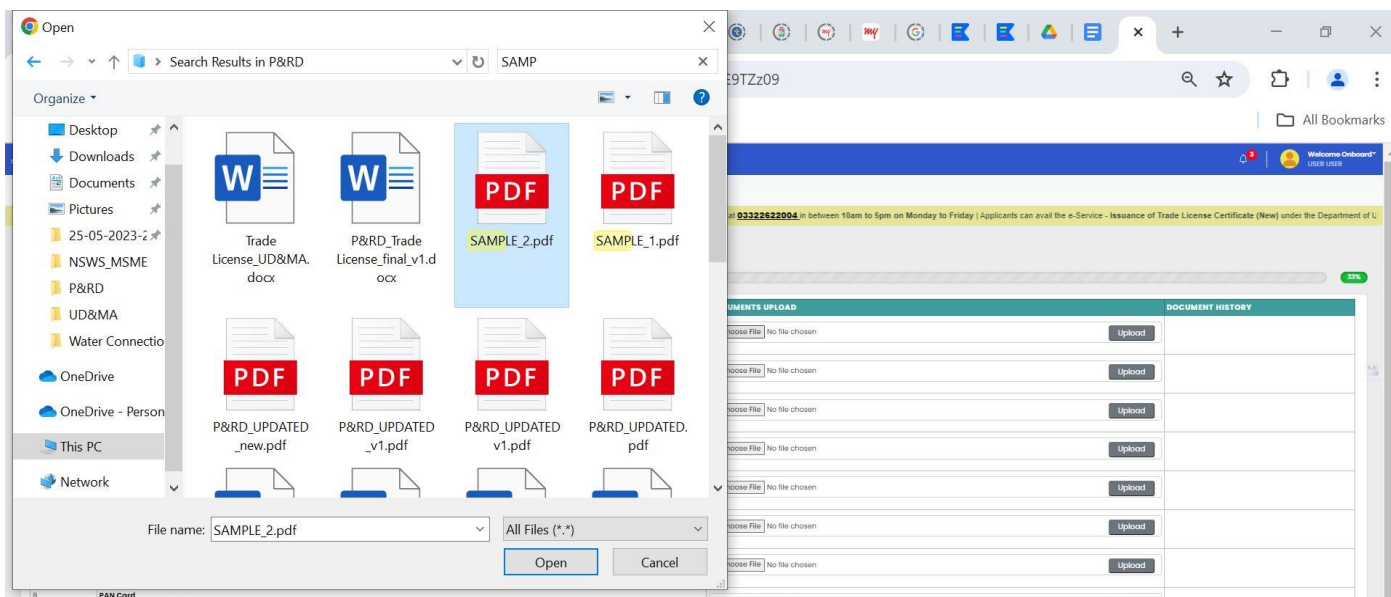 Open
E9TZz09
Search Results in P&RD
SAMP
All Bookmarks
Organize
Desktop
Downloads
Documents
Pictures
25-05-2023-2
NSWS_MSME
P&RD
UD&MA
Water Connectio
OneDrive
OneDrive - Person
This PC
Network
W
Trade
License_UD&MA.
docx
W
P&RD_Trade
License_final_v1.d
ocx
PDF
SAMPLE_2.pdf
PDF
SAMPLE_1.pdf
PDF
P&RD_UPDATED
_new.pdf
PDF
P&RD_UPDATED
_v1.pdf
PDF
P&RD_UPDATED
v1.pdf
PDF
P&RD_UPDATED.
pdf
File name: SAMPLE_2.pdf
All Files (*.*)
Open Cancel
3
Welcome Onboard
USER USER
at 03322622004 in between 10am to 5pm on Monday to Friday | Applicants can avail the e-Service - Issuance of Trade License Certificate (New) under the Department of U
33%
UMENTS UPLOAD DOCUMENT HISTORY
hoose File No file chosen Upload
hoose File No file chosen Upload
hoose File No file chosen Upload
hoose File No file chosen Upload
hoose File No file chosen Upload
hoose File No file chosen Upload
hoose File No file chosen Upload
8 PAN Card